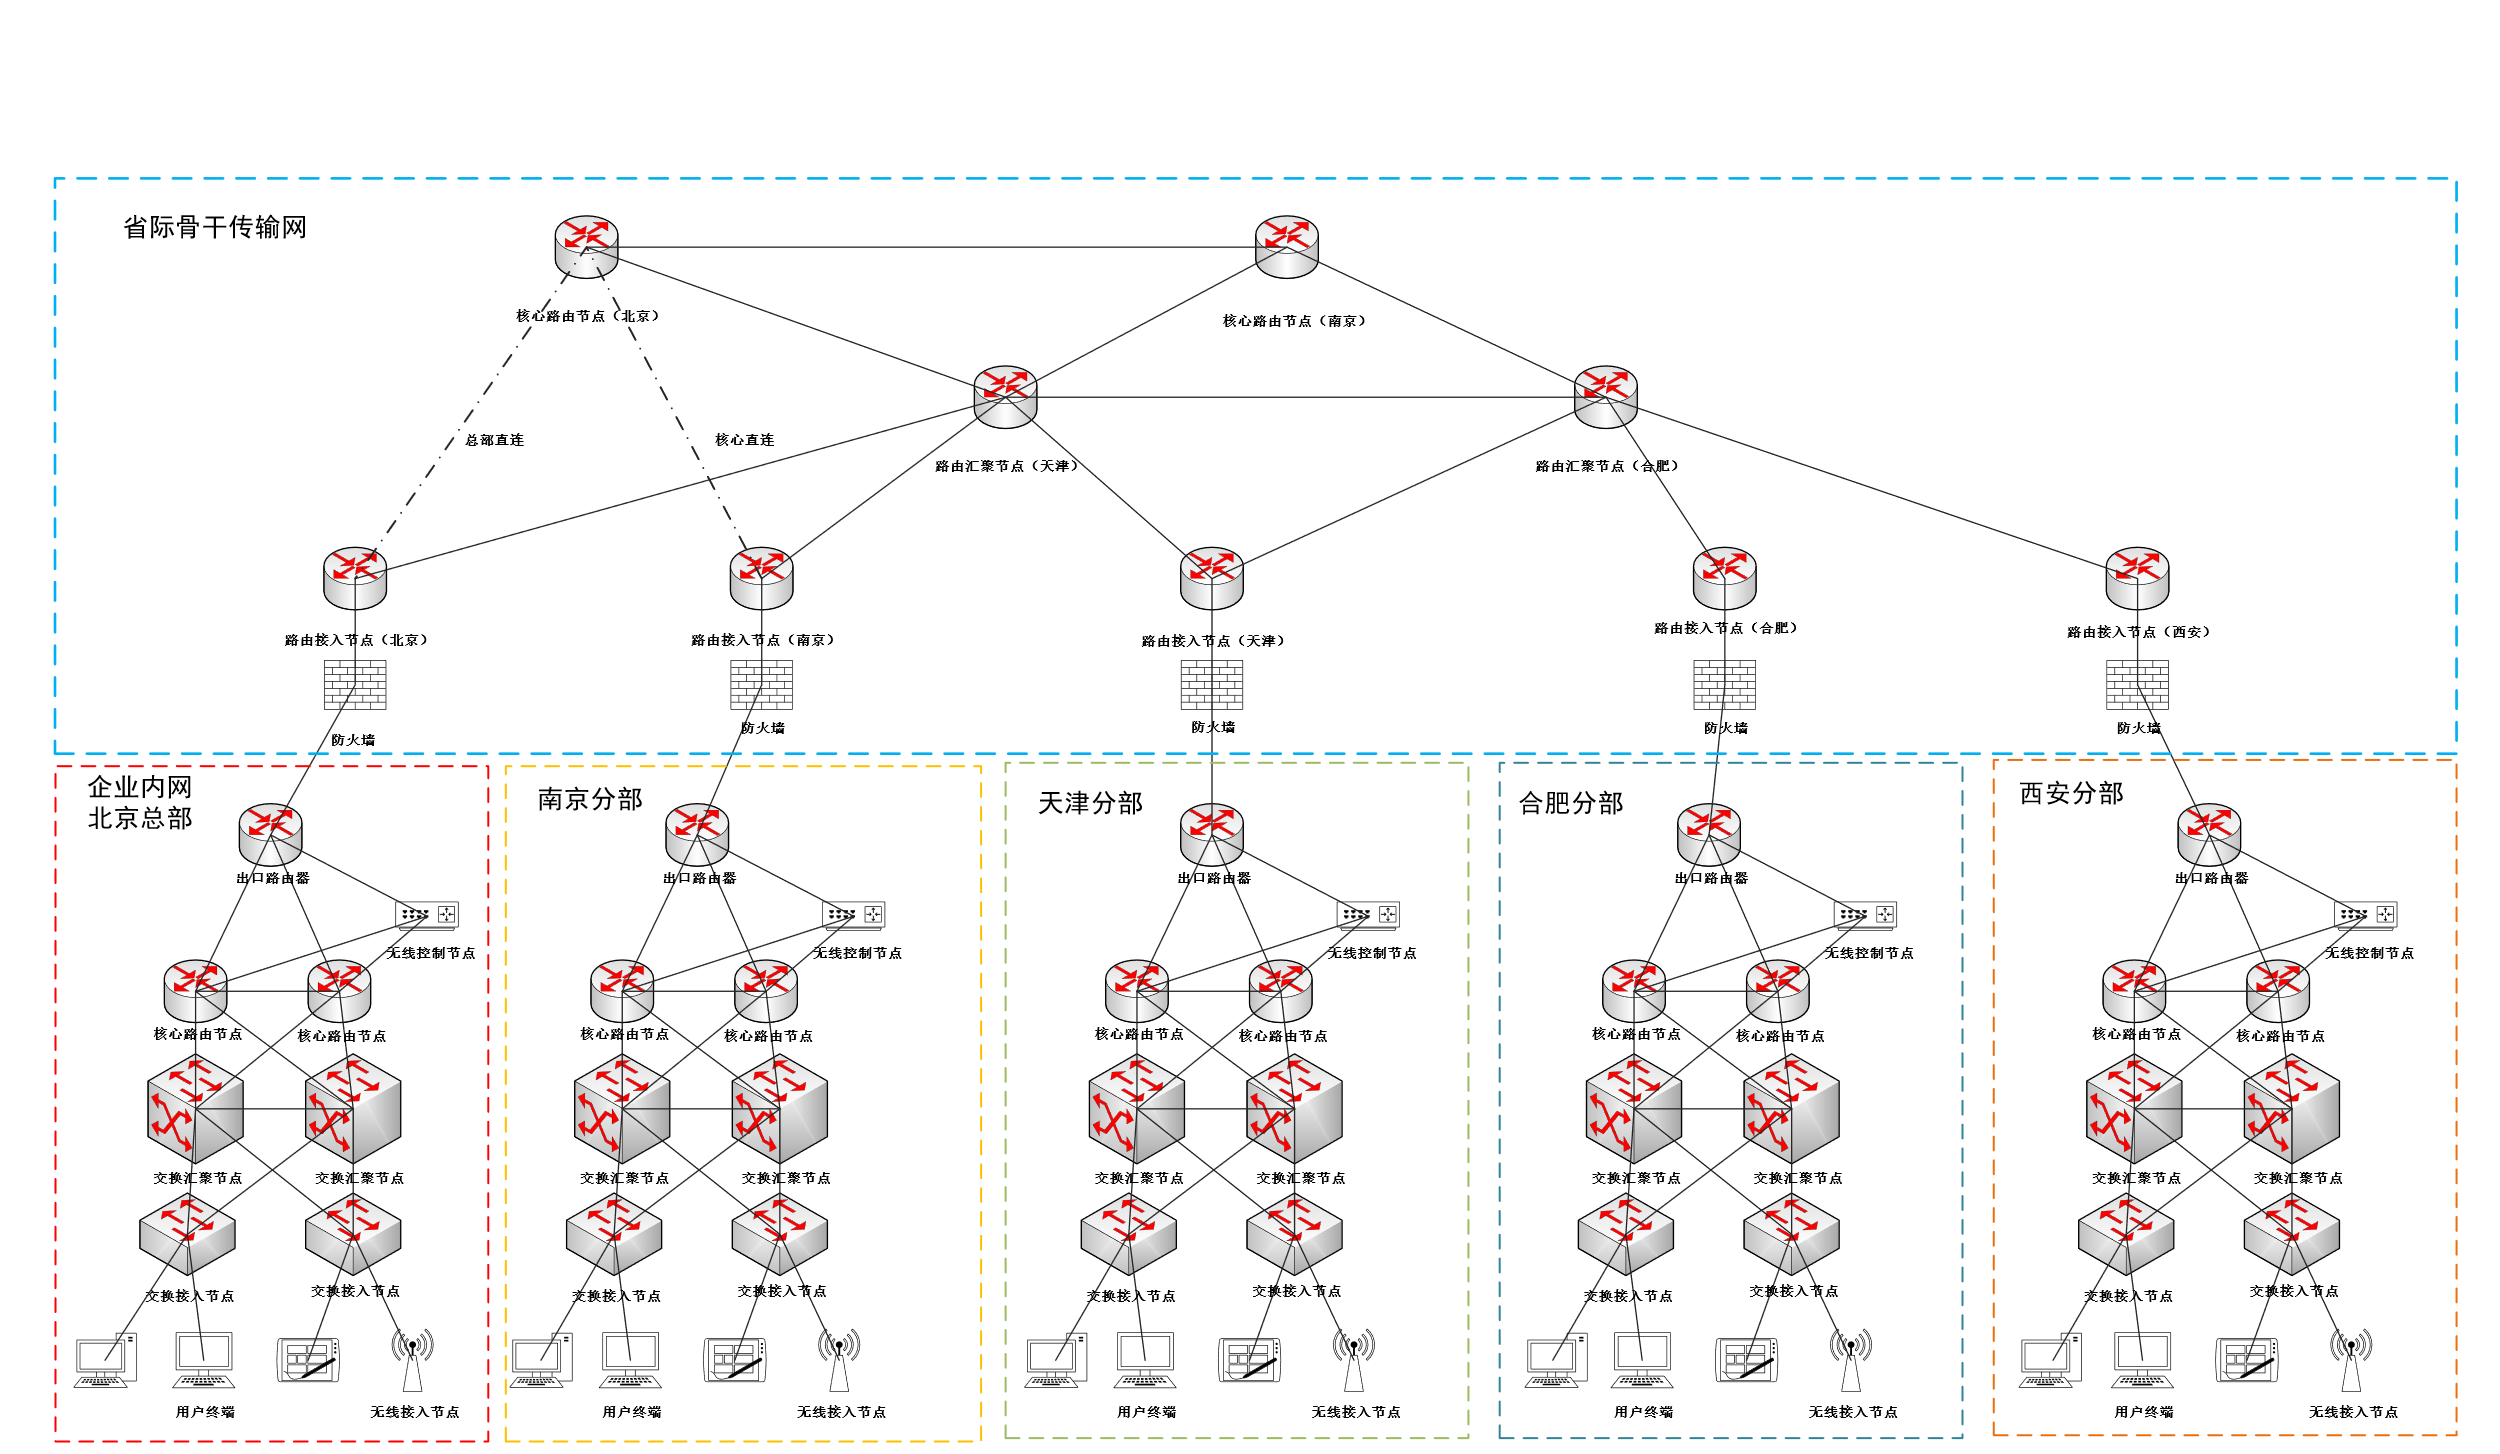 省际骨干传输网
核心路由节点（北京）
核心路由节点（南京）
总部直连
核心直连
路由汇聚节点（天津）
路由汇聚节点（合肥）
路由接入节点（北京）
路由接入节点（南京）
路由接入节点（天津）
路由接入节点（合肥）
路由接入节点（西安）
防火墙
防火墙
防火墙
防火墙
防火墙
企业内网
北京总部
出口路由器
无线控制节点
核心路由节点
核心路由节点
交换汇聚节点
交换汇聚节点
交换接入节点
交换接入节点
用户终端
无线接入节点
南京分部
出口路由器
无线控制节点
核心路由节点
核心路由节点
交换汇聚节点
交换汇聚节点
交换接入节点
交换接入节点
用户终端
无线接入节点
天津分部
出口路由器
无线控制节点
核心路由节点
核心路由节点
交换汇聚节点
交换汇聚节点
交换接入节点
交换接入节点
用户终端
无线接入节点
合肥分部
出口路由器
无线控制节点
核心路由节点
核心路由节点
交换汇聚节点
交换汇聚节点
交换接入节点
交换接入节点
用户终端
无线接入节点
西安分部
出口路由器
无线控制节点
核心路由节点
核心路由节点
交换汇聚节点
交换汇聚节点
交换接入节点
交换接入节点
用户终端
无线接入节点